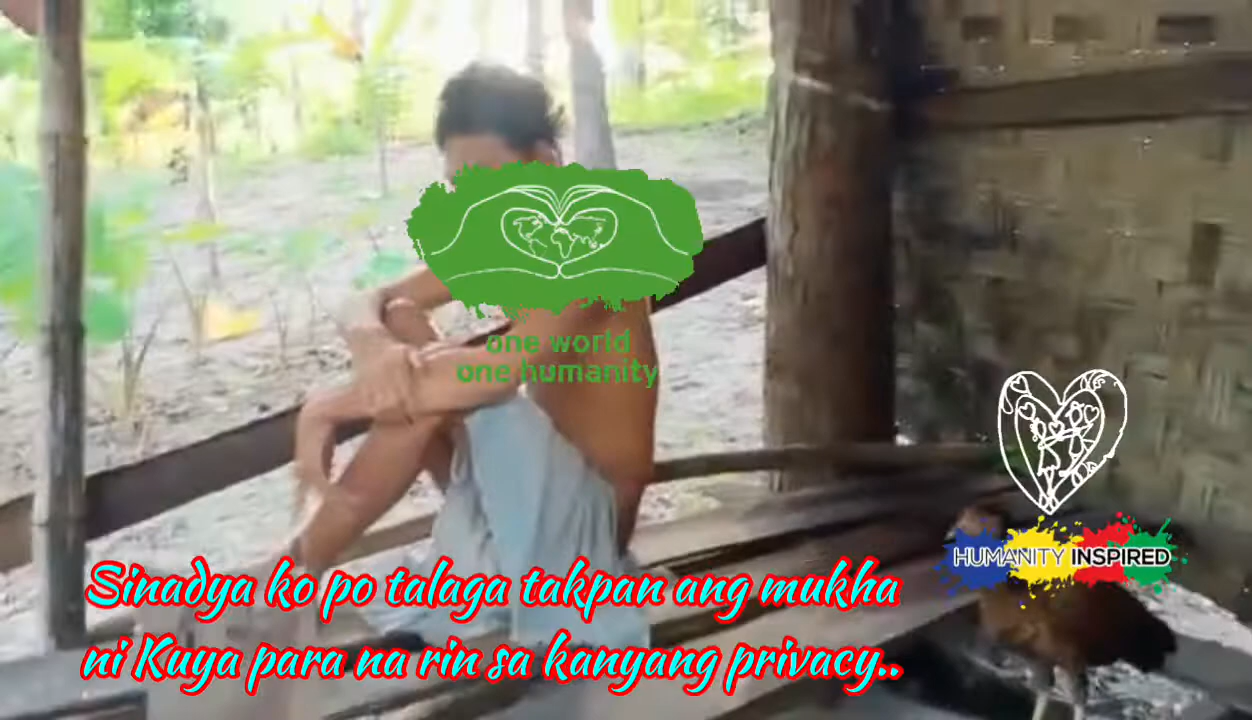 one world
one humanity
HUMANITY INSPIRED
Sinadya ko po talaga takpan ang mukha
ni Kuya para na rin sa kanyang privacy..